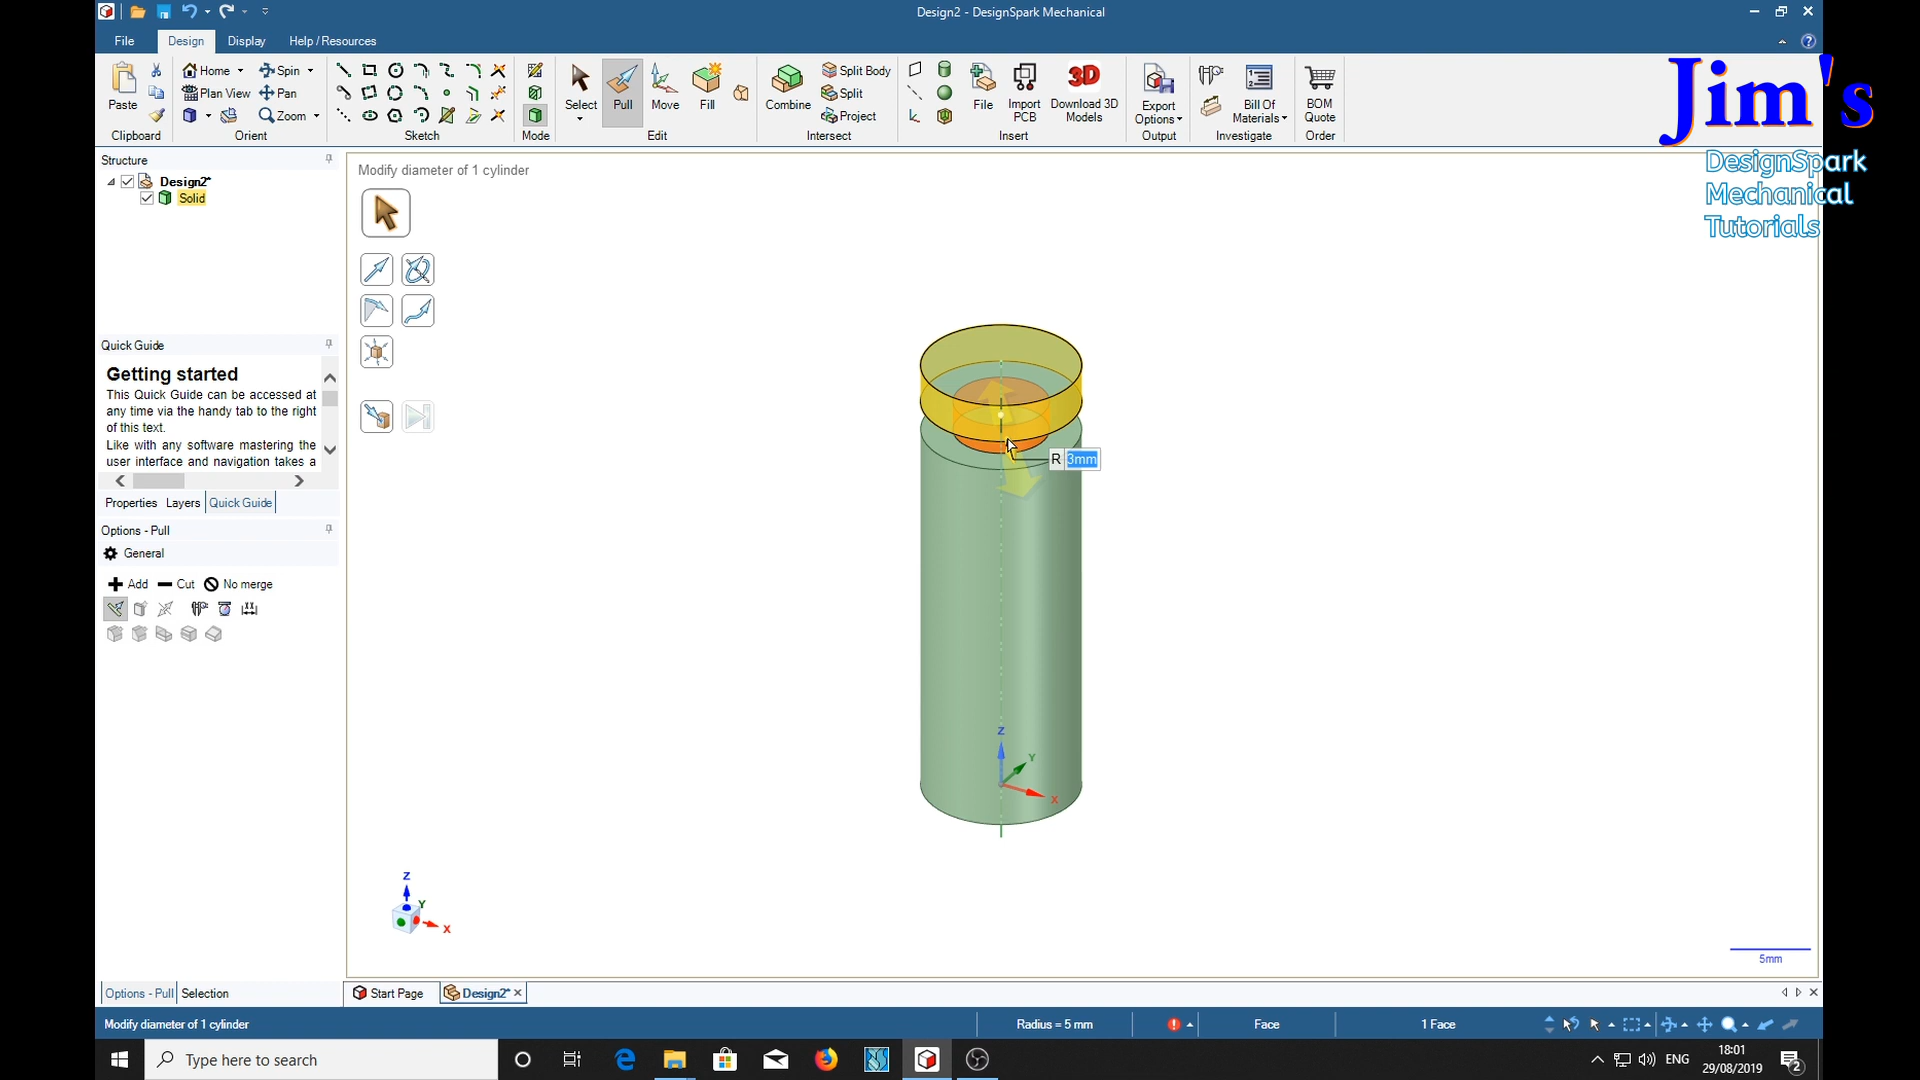 Design2 - DesignSpark Mechanical
File Design Display Help / Resources
Paste
Clipboard
Home Spin
Plan View Pan
Zoom
Orient
Sketch
Mode
Select Pull Move Fill
Edit
Combine
Split Body
Split
Project
Intersect
File
Import PCB
3D
Download 3D Models
Insert
Export Options
Output
Bill Of Materials
Investigate
BOM Quote
Order
Jim's
DesignSpark
Mechanical
Tutorials
Structure
Design2*
Solid
Modify diameter of 1 cylinder
Quick Guide
Getting started
This Quick Guide can be accessed at
any time via the handy tab to the right
of this text.
Like with any software mastering the
user interface and navigation takes a
Properties Layers Quick Guide
Options - Pull
General
Add Cut No merge
R 3mm
Z
Y
X
Z
Y
X
5mm
Options - Pull Selection
Start Page Design2*
Modify diameter of 1 cylinder Radius = 5 mm Face 1 Face
Type here to search
ENG
18:01
29/08/2019
2